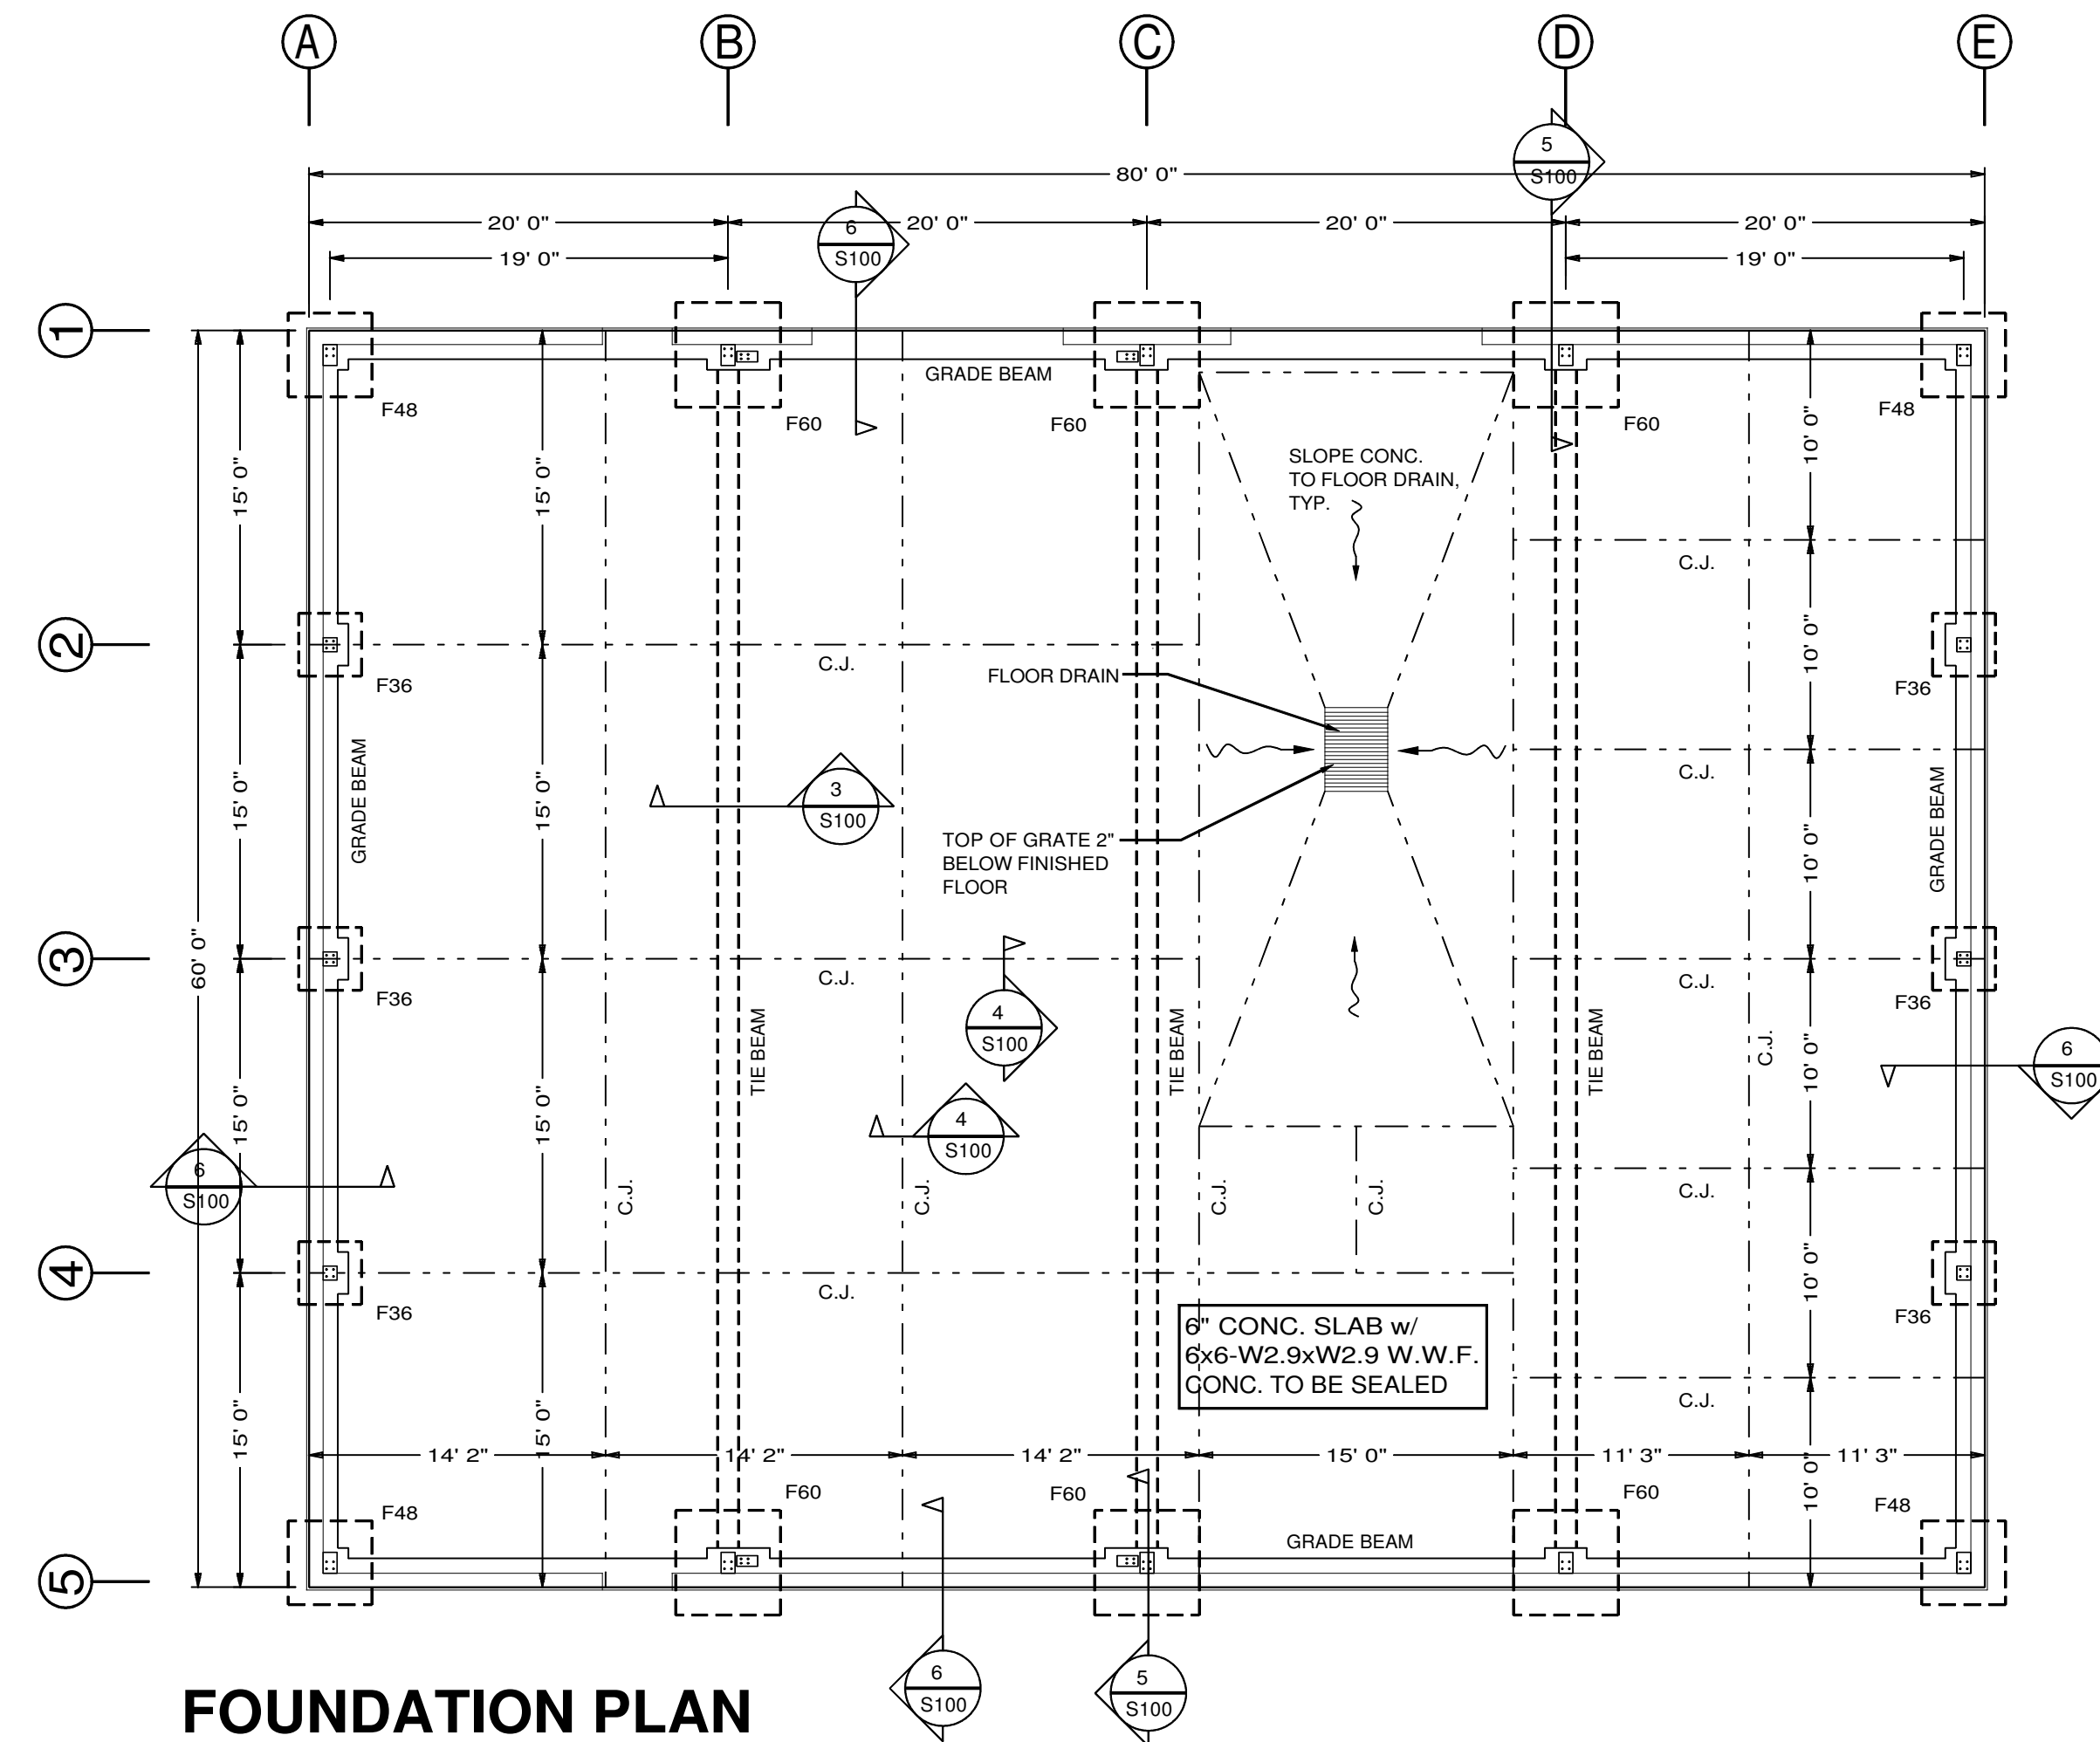 A
B
C
D
E
5
S100
80' 0"
20' 0"
6
S100
20' 0"
20' 0"
20' 0"
19' 0"
19' 0"
1
GRADE BEAM
F48
F60
F60
F60
F48
15' 0"
15' 0"
10' 0"
SLOPE CONC.
TO FLOOR DRAIN,
TYP.
C.J.
2
C.J.
10' 0"
FLOOR DRAIN
F36
F36
GRADE BEAM
15' 0"
15' 0"
3
S100
C.J.
GRADE BEAM
10' 0"
TOP OF GRATE 2"
BELOW FINISHED
FLOOR
60' 0"
3
C.J.
C.J.
F36
F36
4
S100
TIE BEAM
TIE BEAM
TIE BEAM
C.J.
10' 0"
6
S100
15' 0"
15' 0"
4
S100
6
S100
C.J.
C.J.
C.J.
C.J.
C.J.
4
C.J.
10' 0"
F36
F36
6" CONC. SLAB w/
6x6-W2.9xW2.9 W.W.F.
CONC. TO BE SEALED
C.J.
15' 0"
15' 0"
14' 2"
14' 2"
14' 2"
15' 0"
11' 3"
11' 3"
10' 0"
F48
F60
F60
F60
F48
GRADE BEAM
5
6
S100
5
S100
FOUNDATION PLAN